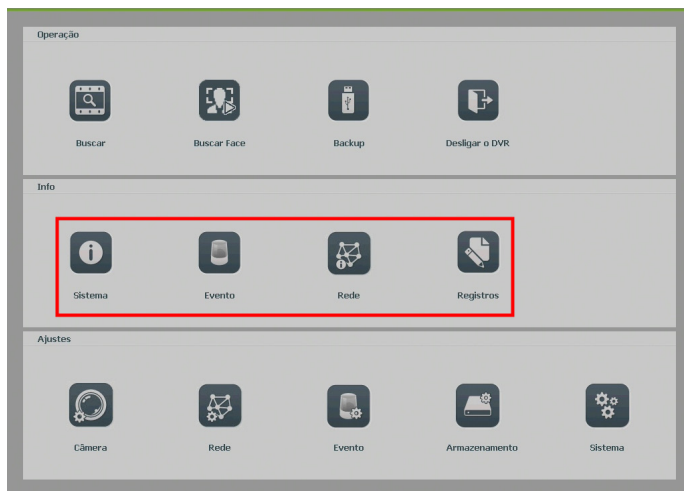 Operação
Buscar
Buscar Face
Backup
Desligar o DVR
Info
Sistema
Evento
Rede
Registros
Ajustes
Câmera
Rede
Evento
Armazenamento
Sistema